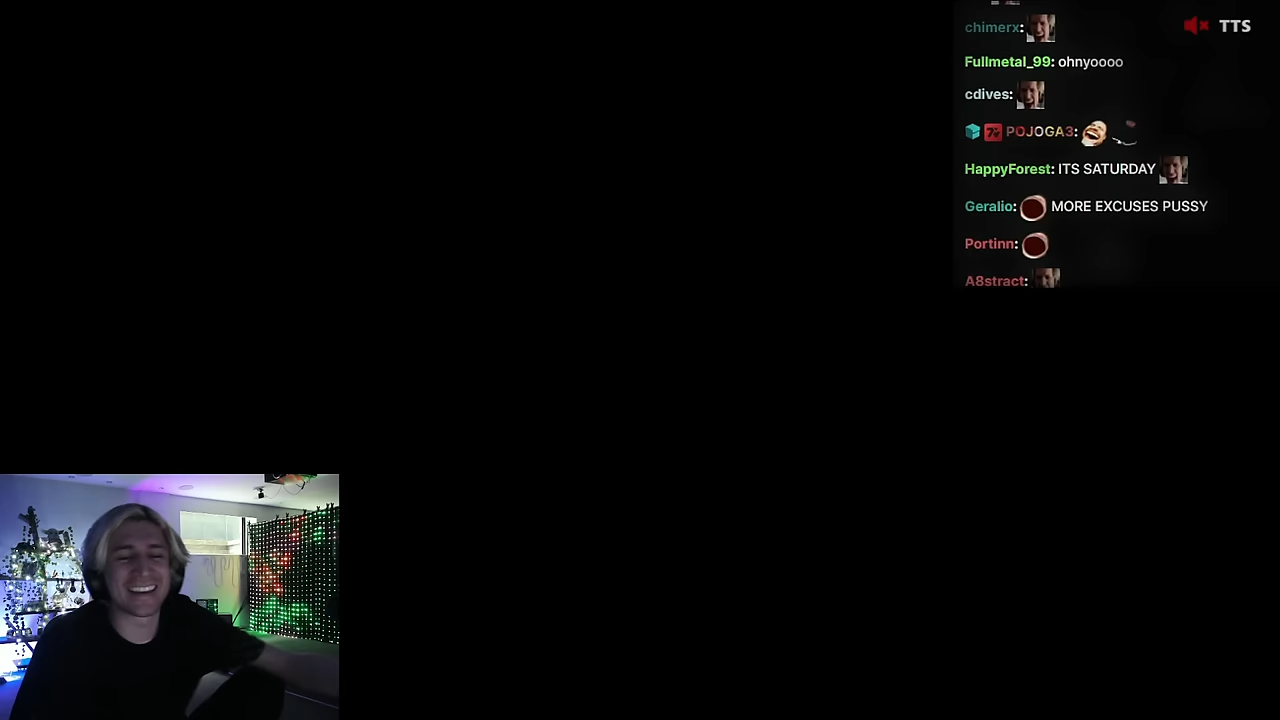 chimerx:
TTS
Fullmetal_99: ohnyoooo
cdives:
POJOGA3:
HappyForest: ITS SATURDAY
Geralio: MORE EXCUSES PUSSY
Portinn:
A8stract: